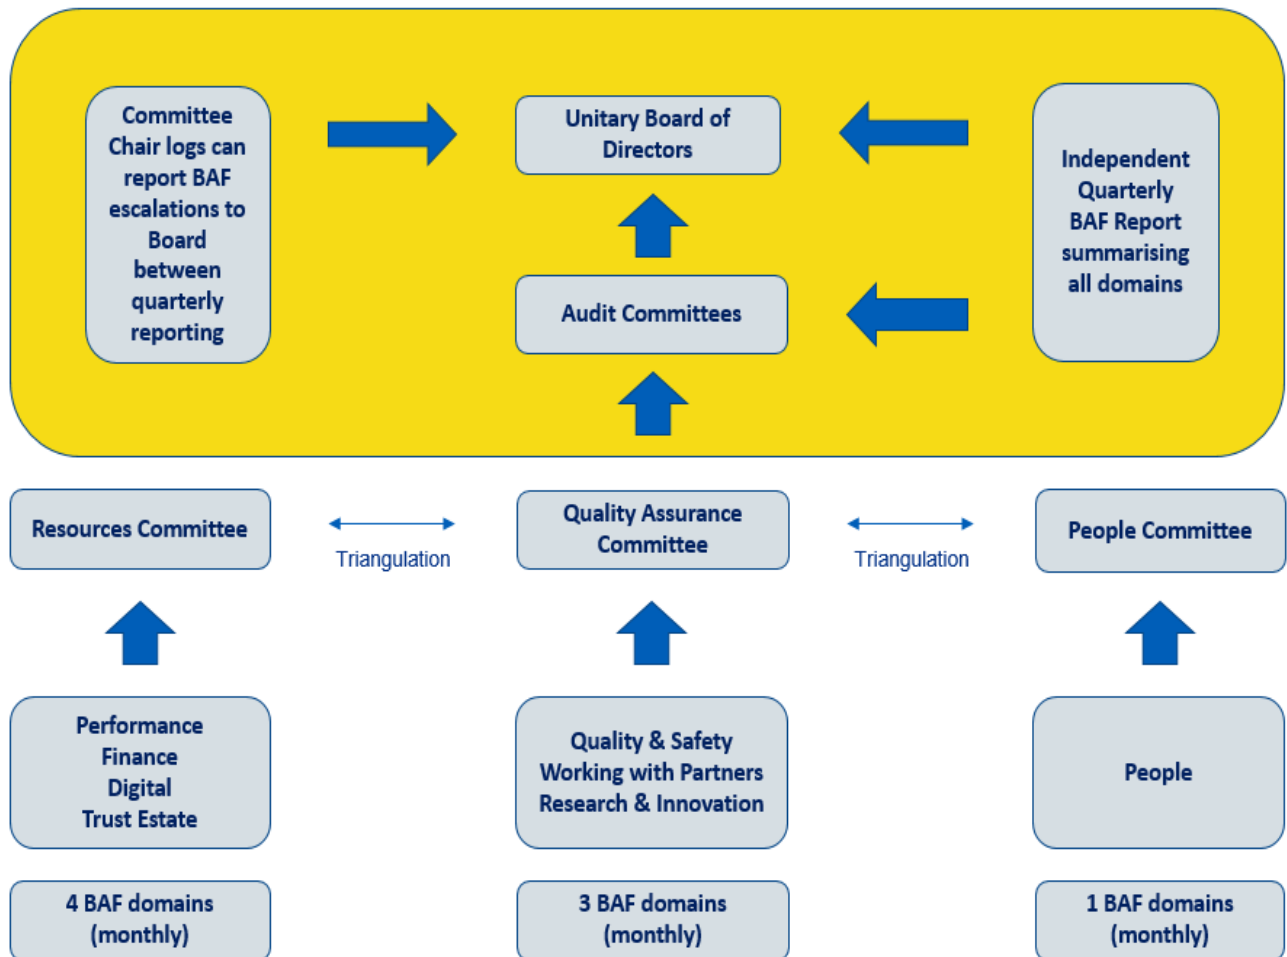 Committee
Chair logs can
report BAF
escalations to
Board
between
quarterly
reporting
Unitary Board of
Directors
Independent
Quarterly
BAF Report
summarising
all domains
Audit Committees
Resources Committee
Triangulation
Quality Assurance
Committee
Triangulation
People Committee
Performance
Finance
Digital
Trust Estate
Quality & Safety
Working with Partners
Research & Innovation
People
4 BAF domains
(monthly)
3 BAF domains
(monthly)
1 BAF domains
(monthly)